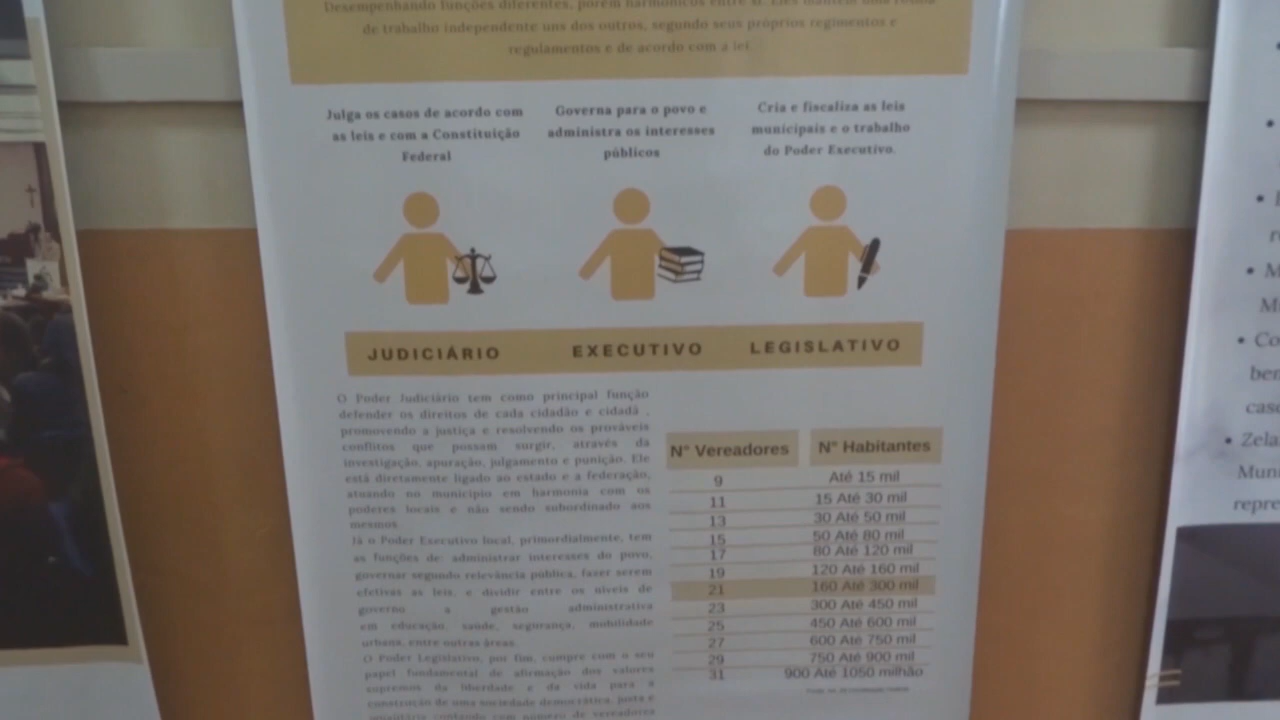 Desempenhando funções diferentes, porém harmônicos entre si. Eles mantém uma rotina
de trabalho independente uns dos outros, segundo seus próprios regimentos e
regulamentos e de acordo com a lei.
Julga os casos de acordo com
as leis e com a Constituição
Federal
Governa para o povo e
administra os interesses
públicos
Cria e fiscaliza as leis
municipais e o trabalho
do Poder Executivo.
JUDICIÁRIO EXECUTIVO LEGISLATIVO
O Poder Judiciário tem como principal função
defender os direitos de cada cidadão e cidadã ,
promovendo a justiça e resolvendo os prováveis
conflitos que possam surgir, através da
investigação, apuração, julgamento e punição. Ele
está diretamente ligado ao estado e a federação,
atuando no município em harmonia com os
poderes locais e não sendo subordinado aos
mesmos.
Já o Poder Executivo local, primordialmente, tem
as funções de: administrar interesses do povo,
governar segundo relevância pública, fazer serem
efetivas as leis, e dividir entre os níveis de
governo a gestão administrativa
em educação, saúde, segurança, mobilidade
urbana, entre outras áreas.
O Poder Legislativo, por fim, cumpre com o seu
papel fundamental de afirmação dos valores
supremos da liberdade e da vida para a
construção de uma sociedade democrática, justa e
com número de vereadores
N° Vereadores N° Habitantes
9 Até 15 mil
11 15 Até 30 mil
13 30 Até 50 mil
15 50 Até 80 mil
17 80 Até 120 mil
19 120 Até 160 mil
21 160 Até 300 mil
23 300 Até 450 mil
25 450 Até 600 mil
27 600 Até 750 mil
29 750 Até 900 mil
31 900 Até 1050 milhão
Co
ben
caso
Zela
Muni
repre